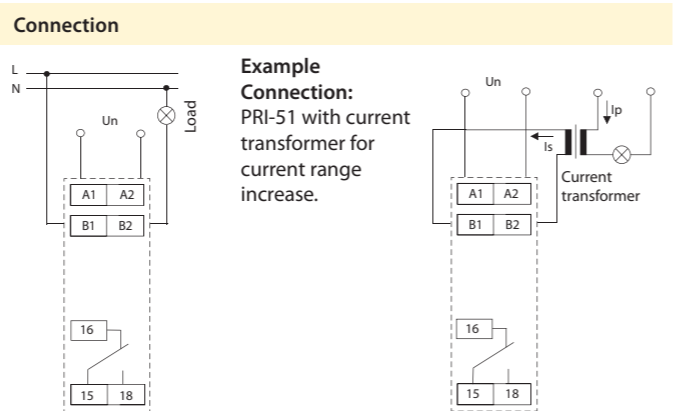 Connection
L
N
Un
Load
A1 A2
B1 B2
16
15 18
Example
Connection:
PRI-51 with current
transformer for
current range
increase.
Un
Ip
Is
Current
transformer
A1 A2
B1 B2
16
15 18